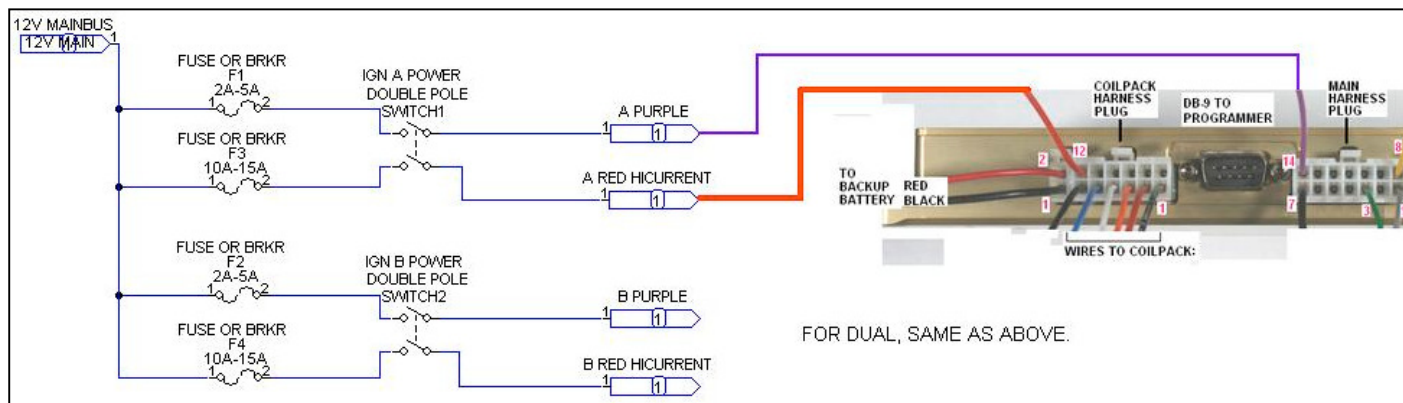 12V MAINBUS
12V MAIN
1
1
FUSE OR BRKR
F1
2A-5A
1
2
IGN A POWER
DOUBLE POLE
SWITCH1
1
A PURPLE
1
FUSE OR BRKR
F3
10A-15A
1
2
1
A RED HICURRENT
1
FUSE OR BRKR
F2
2A-5A
1
2
IGN B POWER
DOUBLE POLE
SWITCH2
1
B PURPLE
1
FUSE OR BRKR
F4
10A-15A
1
2
1
B RED HICURRENT
1
COILPACK
HARNESS
PLUG
DB-9 TO
PROGRAMMER
MAIN
HARNESS
PLUG
2
12
14
8
TO
BACKUP
BATTERY
RED
BLACK
1
1
7
3
WIRES TO COILPACK:
FOR DUAL, SAME AS ABOVE.